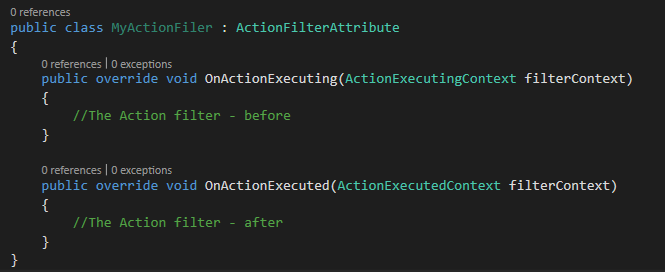 0 references
public class MyActionFiler : ActionFilterAttribute
{
0 references | 0 exceptions
public override void OnActionExecuting(ActionExecutingContext filterContext)
{
//The Action filter - before
}
0 references | 0 exceptions
public override void OnActionExecuted(ActionExecutedContext filterContext)
{
//The Action filter - after
}
}